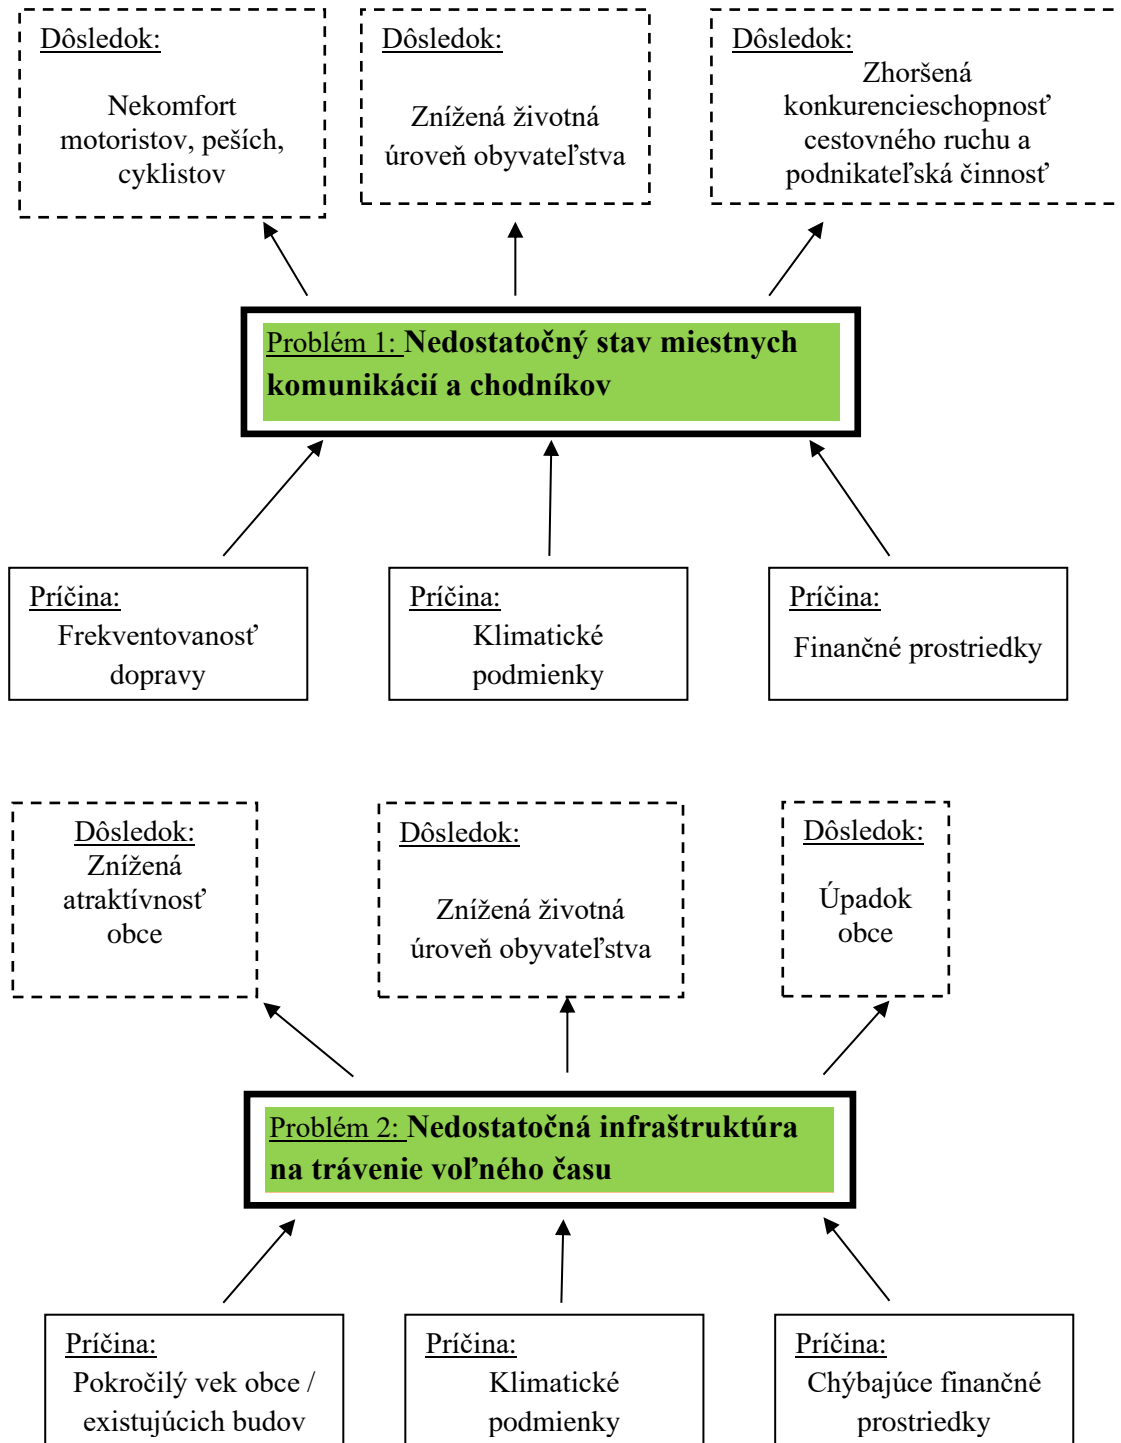 Dôsledok:
Nekomfort
motoristov, peších,
cyklistov
Dôsledok:
Znížená životná
úroveň obyvateľstva
Dôsledok:
Zhoršená
konkurencieschopnosť
cestovného ruchu a
podnikateľská činnosť
Problém 1: Nedostatočný stav miestnych
komunikácií a chodníkov
Príčina:
Frekventovanosť
dopravy
Príčina:
Klimatické
podmienky
Príčina:
Finančné prostriedky
Dôsledok:
Znížená
atraktívnosť
obce
Dôsledok:
Znížená životná
úroveň obyvateľstva
Dôsledok:
Úpadok
obce
Problém 2: Nedostatočná infraštruktúra
na trávenie voľného času
Príčina:
Pokročilý vek obce /
existujúcich budov
Príčina:
Klimatické
podmienky
Príčina:
Chýbajúce finančné
prostriedky